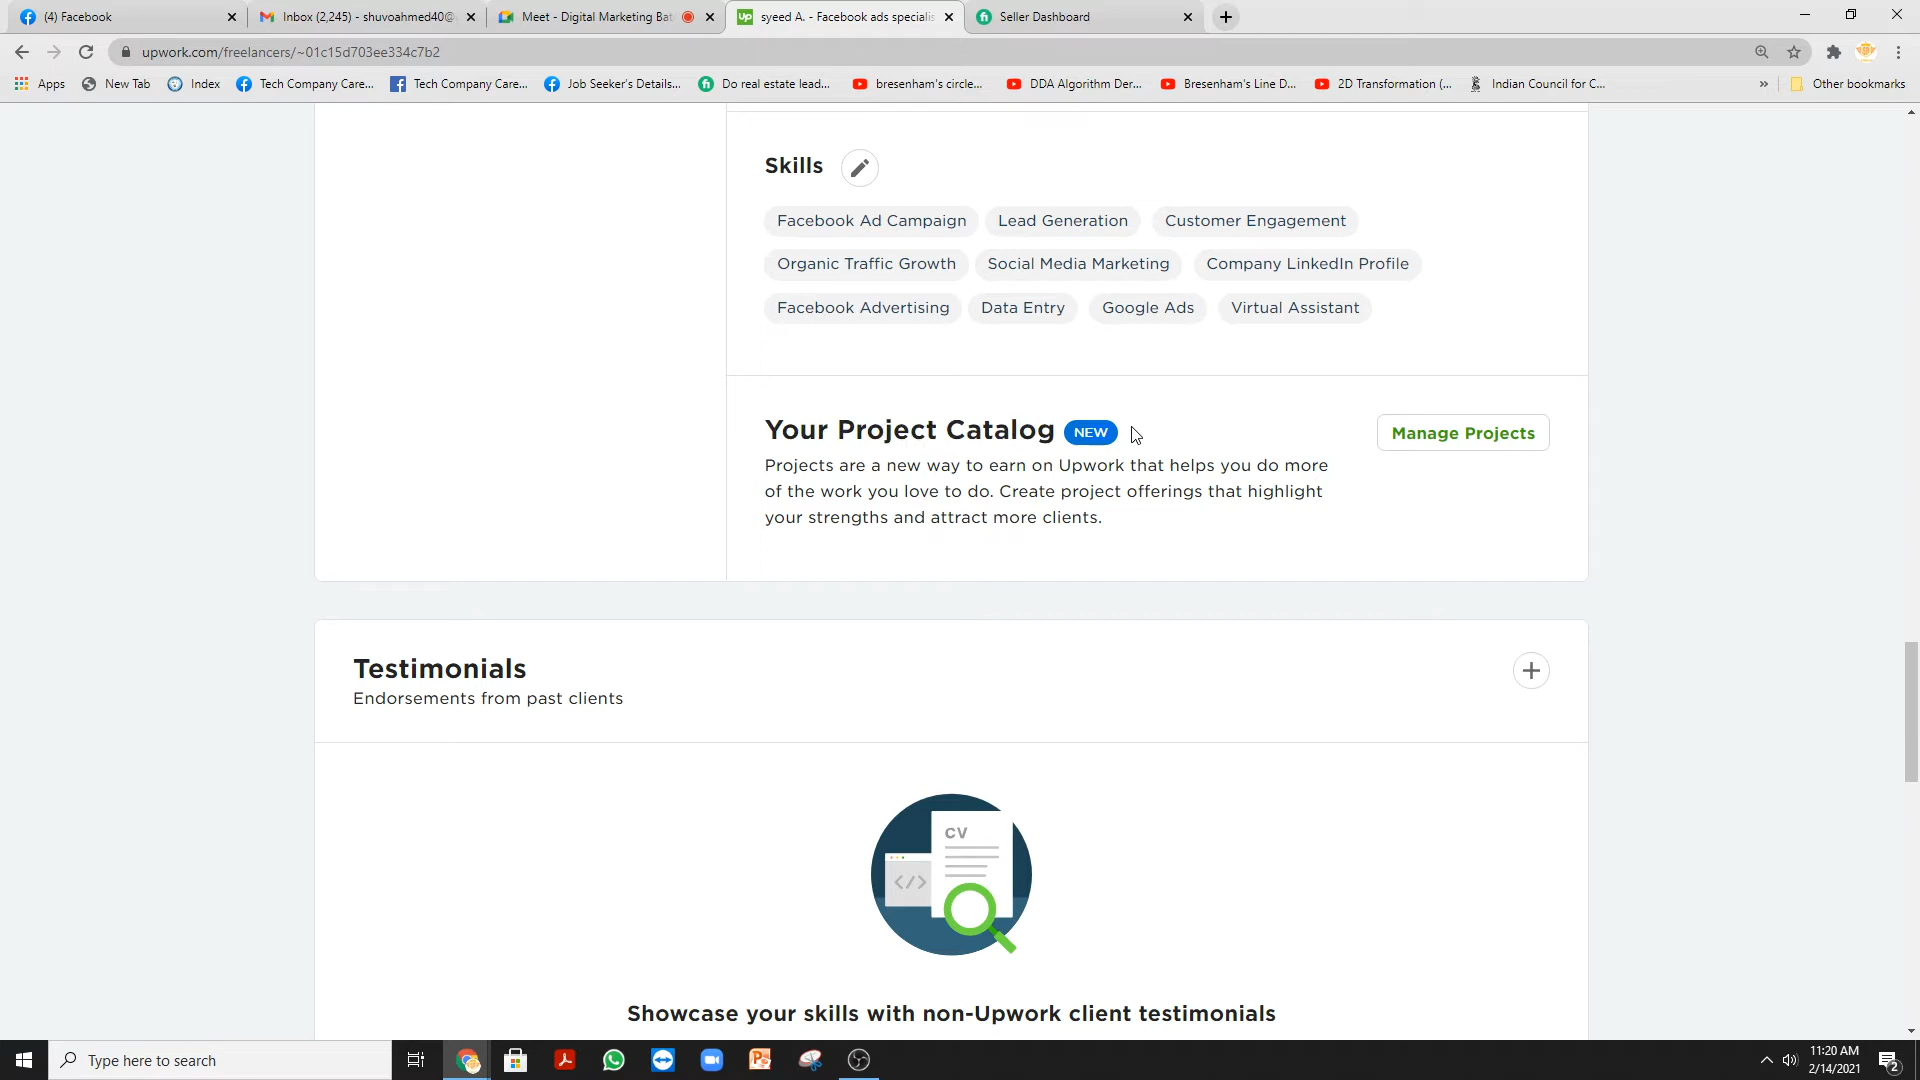 (4) Facebook
Inbox (2,245) - shuvoahmed40@
Meet - Digital Marketing Bat
syeed A. - Facebook ads specialis
Seller Dashboard
upwork.com/freelancers/~01c15d703ee334c7b2
Apps
New Tab
Index
Tech Company Care...
Tech Company Care...
Job Seeker's Details...
Do real estate lead...
bresenham's circle...
DDA Algorithm Der...
Bresenham's Line D...
2D Transformation (...
Indian Council for C...
»
Other bookmarks
Skills
Facebook Ad Campaign
Lead Generation
Customer Engagement
Organic Traffic Growth
Social Media Marketing
Company LinkedIn Profile
Facebook Advertising
Data Entry
Google Ads
Virtual Assistant
Your Project Catalog NEW
Manage Projects
Projects are a new way to earn on Upwork that helps you do more
of the work you love to do. Create project offerings that highlight
your strengths and attract more clients.
Testimonials
Endorsements from past clients
CV
</>
Showcase your skills with non-Upwork client testimonials
Type here to search
11:20 AM
2/14/2021
2